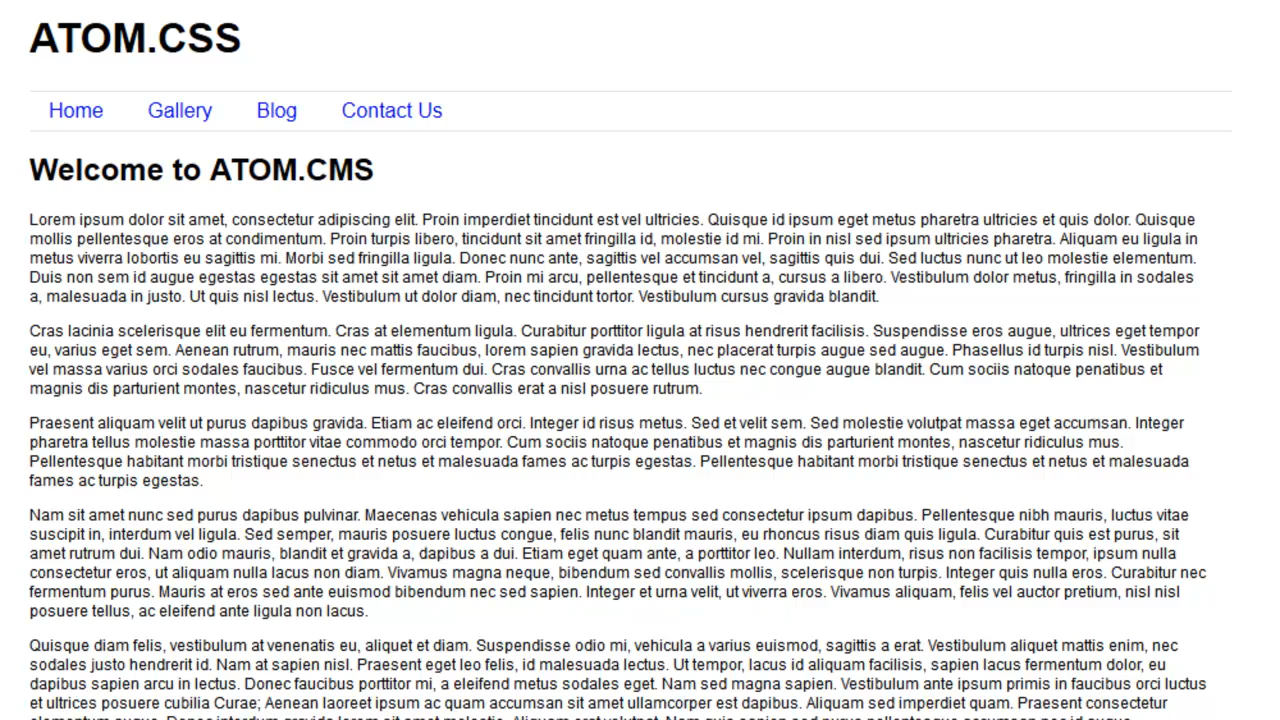 ATOM.CSS
Home Gallery Blog Contact Us
Welcome to ATOM.CMS
Lorem ipsum dolor sit amet, consectetur adipiscing elit. Proin imperdiet tincidunt est vel ultricies. Quisque id ipsum eget metus pharetra ultricies et quis dolor. Quisque
mollis pellentesque eros at condimentum. Proin turpis libero, tincidunt sit amet fringilla id, molestie id mi. Proin in nisl sed ipsum ultricies pharetra. Aliquam eu ligula in
metus viverra lobortis eu sagittis mi. Morbi sed fringilla ligula. Donec nunc ante, sagittis vel accumsan vel, sagittis quis dui. Sed luctus nunc ut leo molestie elementum.
Duis non sem id augue egestas egestas sit amet sit amet diam. Proin mi arcu, pellentesque et tincidunt a, cursus a libero. Vestibulum dolor metus, fringilla in sodales
a, malesuada in justo. Ut quis nisl lectus. Vestibulum ut dolor diam, nec tincidunt tortor. Vestibulum cursus gravida blandit.
Cras lacinia scelerisque elit eu fermentum. Cras at elementum ligula. Curabitur porttitor ligula at risus hendrerit facilisis. Suspendisse eros augue, ultrices eget tempor
eu, varius eget sem. Aenean rutrum, mauris nec mattis faucibus, lorem sapien gravida lectus, nec placerat turpis augue sed augue. Phasellus id turpis nisl. Vestibulum
vel massa varius orci sodales faucibus. Fusce vel fermentum dui. Cras convallis urna ac tellus luctus nec congue augue blandit. Cum sociis natoque penatibus et
magnis dis parturient montes, nascetur ridiculus mus. Cras convallis erat a nisl posuere rutrum.
Praesent aliquam velit ut purus dapibus gravida. Etiam ac eleifend orci. Integer id risus metus. Sed et velit sem. Sed molestie volutpat massa eget accumsan. Integer
pharetra tellus molestie massa porttitor vitae commodo orci tempor. Cum sociis natoque penatibus et magnis dis parturient montes, nascetur ridiculus mus.
Pellentesque habitant morbi tristique senectus et netus et malesuada fames ac turpis egestas. Pellentesque habitant morbi tristique senectus et netus et malesuada
fames ac turpis egestas.
Nam sit amet nunc sed purus dapibus pulvinar. Maecenas vehicula sapien nec metus tempus sed consectetur ipsum dapibus. Pellentesque nibh mauris, luctus vitae
suscipit in, interdum vel ligula. Sed semper, mauris posuere luctus congue, felis nunc blandit mauris, eu rhoncus risus diam quis ligula. Curabitur quis est purus, sit
amet rutrum dui. Nam odio mauris, blandit et gravida a, dapibus a dui. Etiam eget quam ante, a porttitor leo. Nullam interdum, risus non facilisis tempor, ipsum nulla
consectetur eros, ut aliquam nulla lacus non diam. Vivamus magna neque, bibendum sed convallis mollis, scelerisque non turpis. Integer quis nulla eros. Curabitur nec
fermentum purus. Mauris at eros sed ante euismod bibendum nec sed sapien. Integer et urna velit, ut viverra eros. Vivamus aliquam, felis vel auctor pretium, nisl nisl
posuere tellus, ac eleifend ante ligula non lacus.
Quisque diam felis, vestibulum at venenatis eu, aliquet et diam. Suspendisse odio mi, vehicula a varius euismod, sagittis a erat. Vestibulum aliquet mattis enim, nec
sodales justo hendrerit id. Nam at sapien nisl. Praesent eget leo felis, id malesuada lectus. Ut tempor, lacus id aliquam facilisis, sapien lacus fermentum dolor, eu
dapibus sapien arcu in lectus. Donec faucibus porttitor mi, a eleifend metus sodales eget. Nam sed magna sapien. Vestibulum ante ipsum primis in faucibus orci luctus
et ultrices posuere cubilia Curae; Aenean laoreet ipsum ac quam accumsan sit amet ullamcorper est dapibus. Aliquam sed imperdiet quam. Praesent consectetur